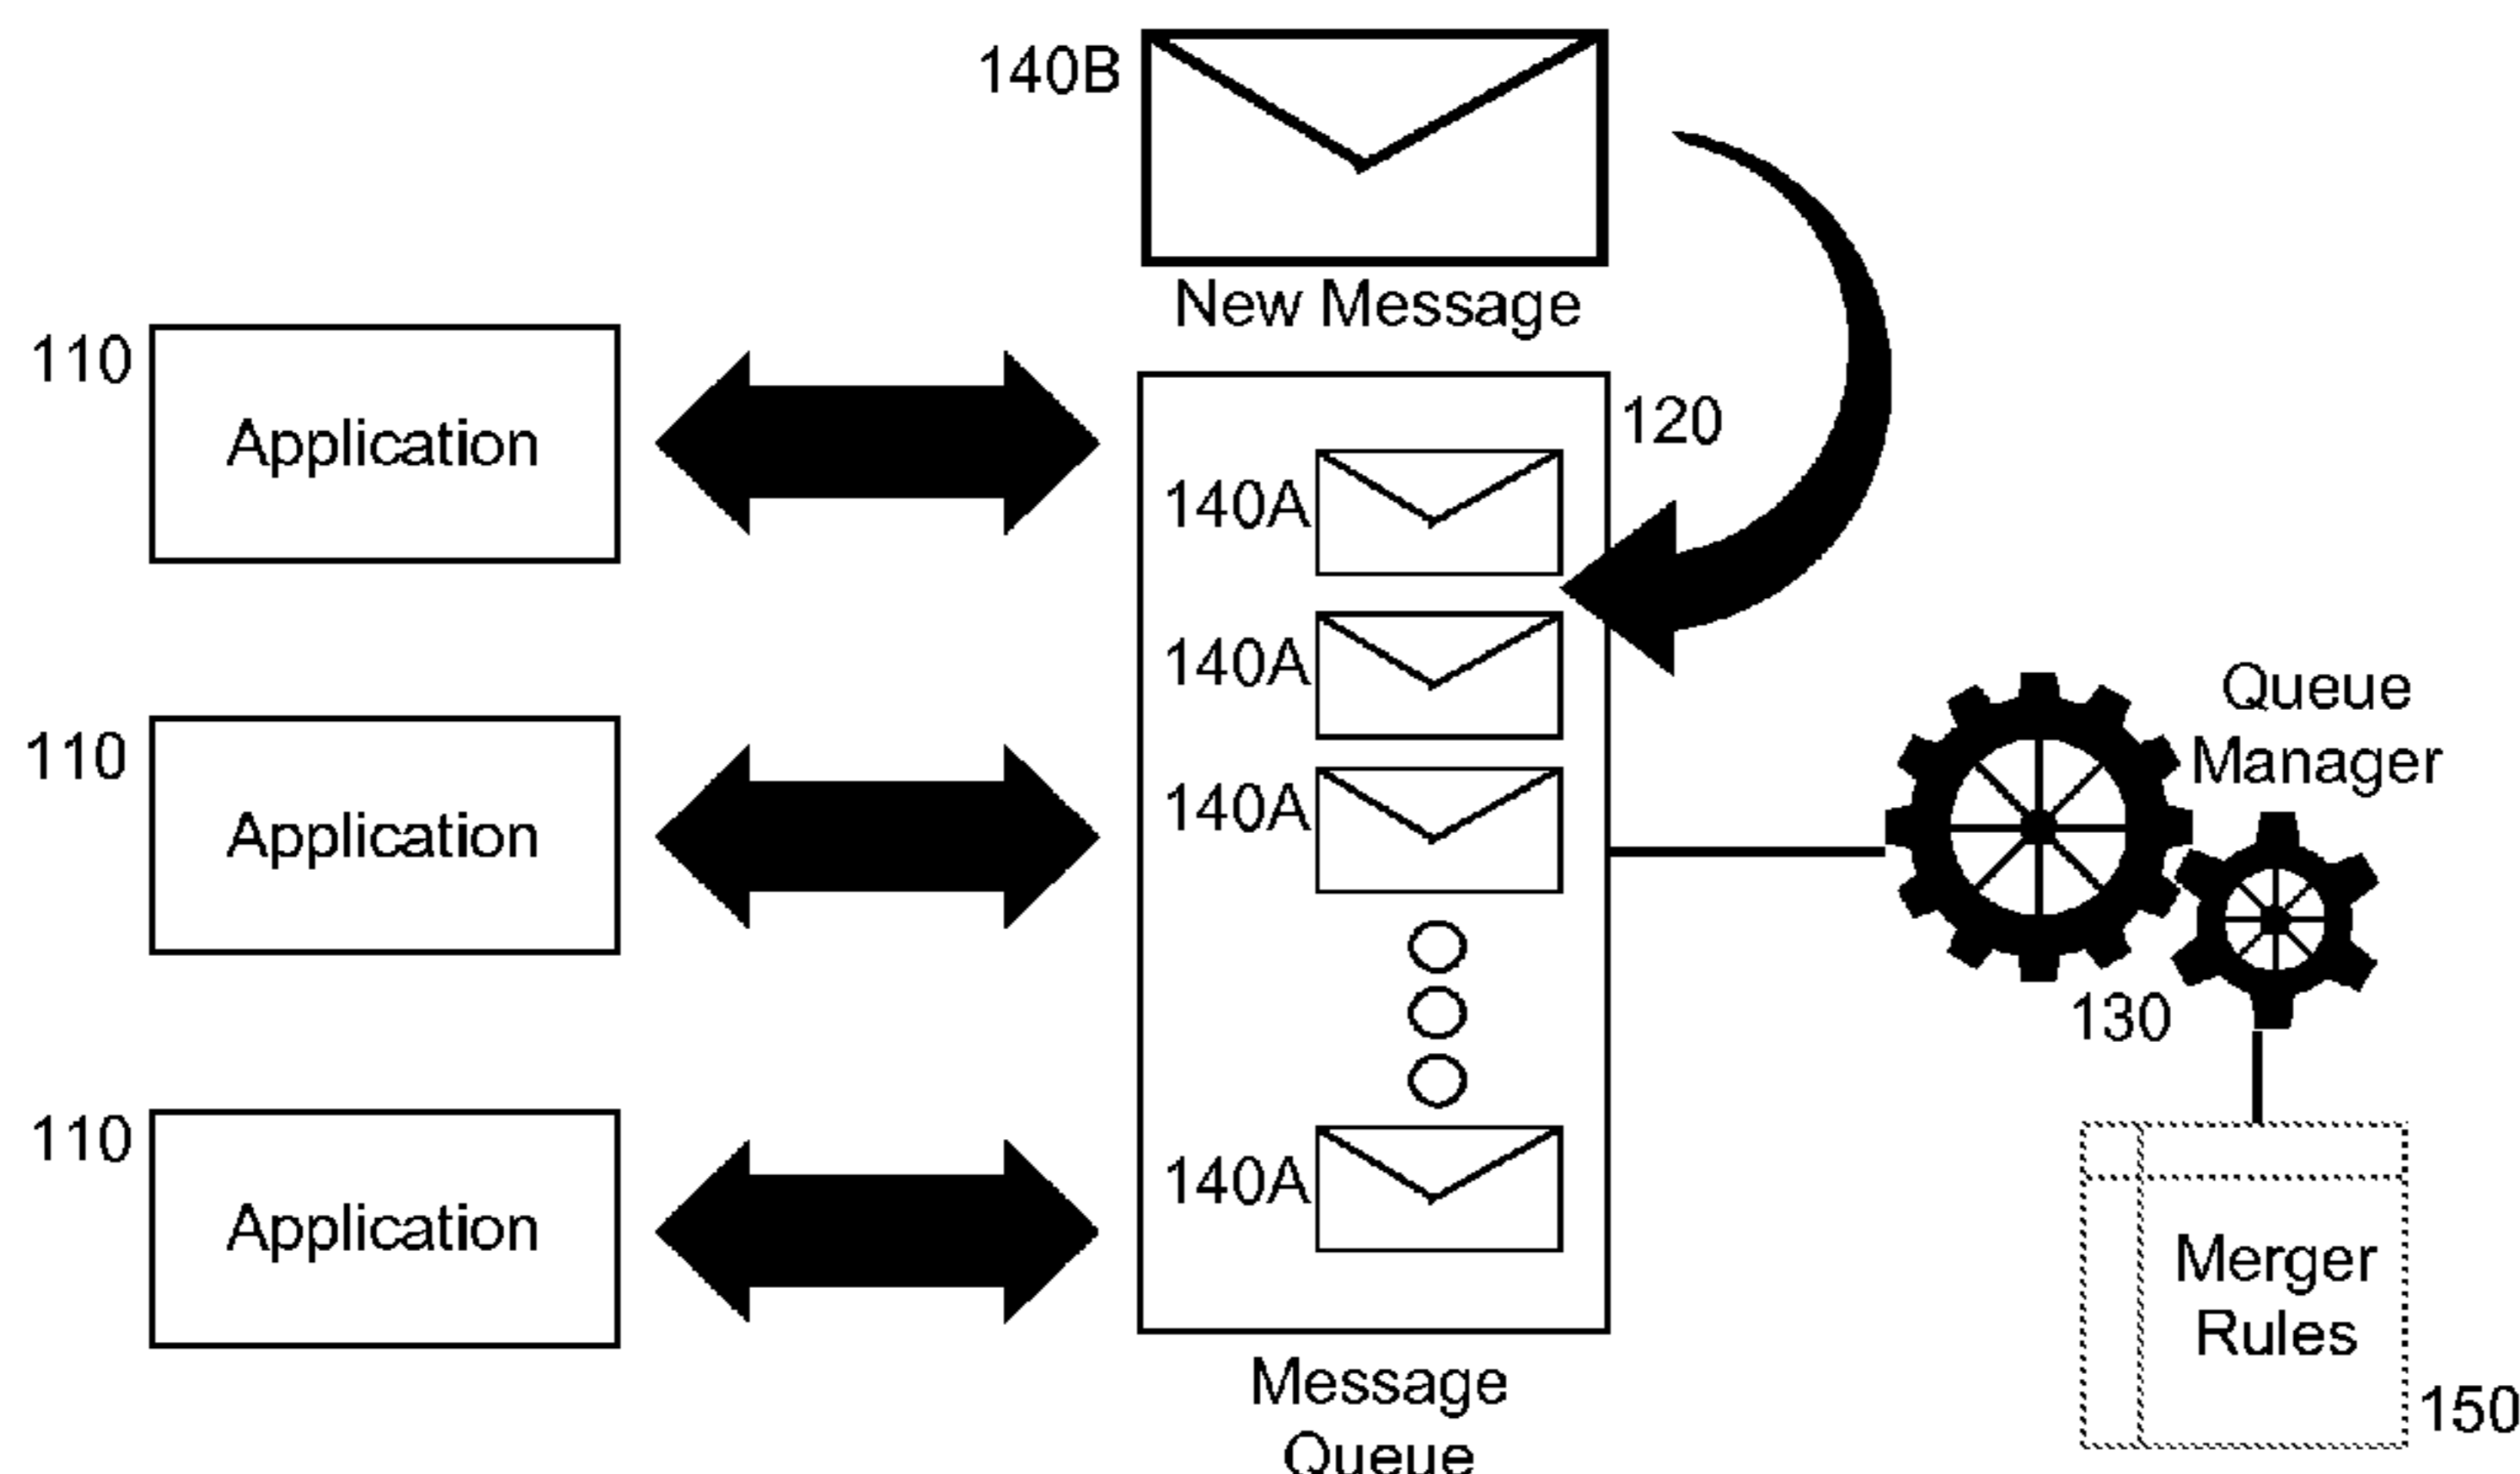 140B
New Message
110
Application
120
140A
140A
Queue
Manager
110
Application
140A
130
110
Application
140A
Merger
Rules
150
Message
Queue